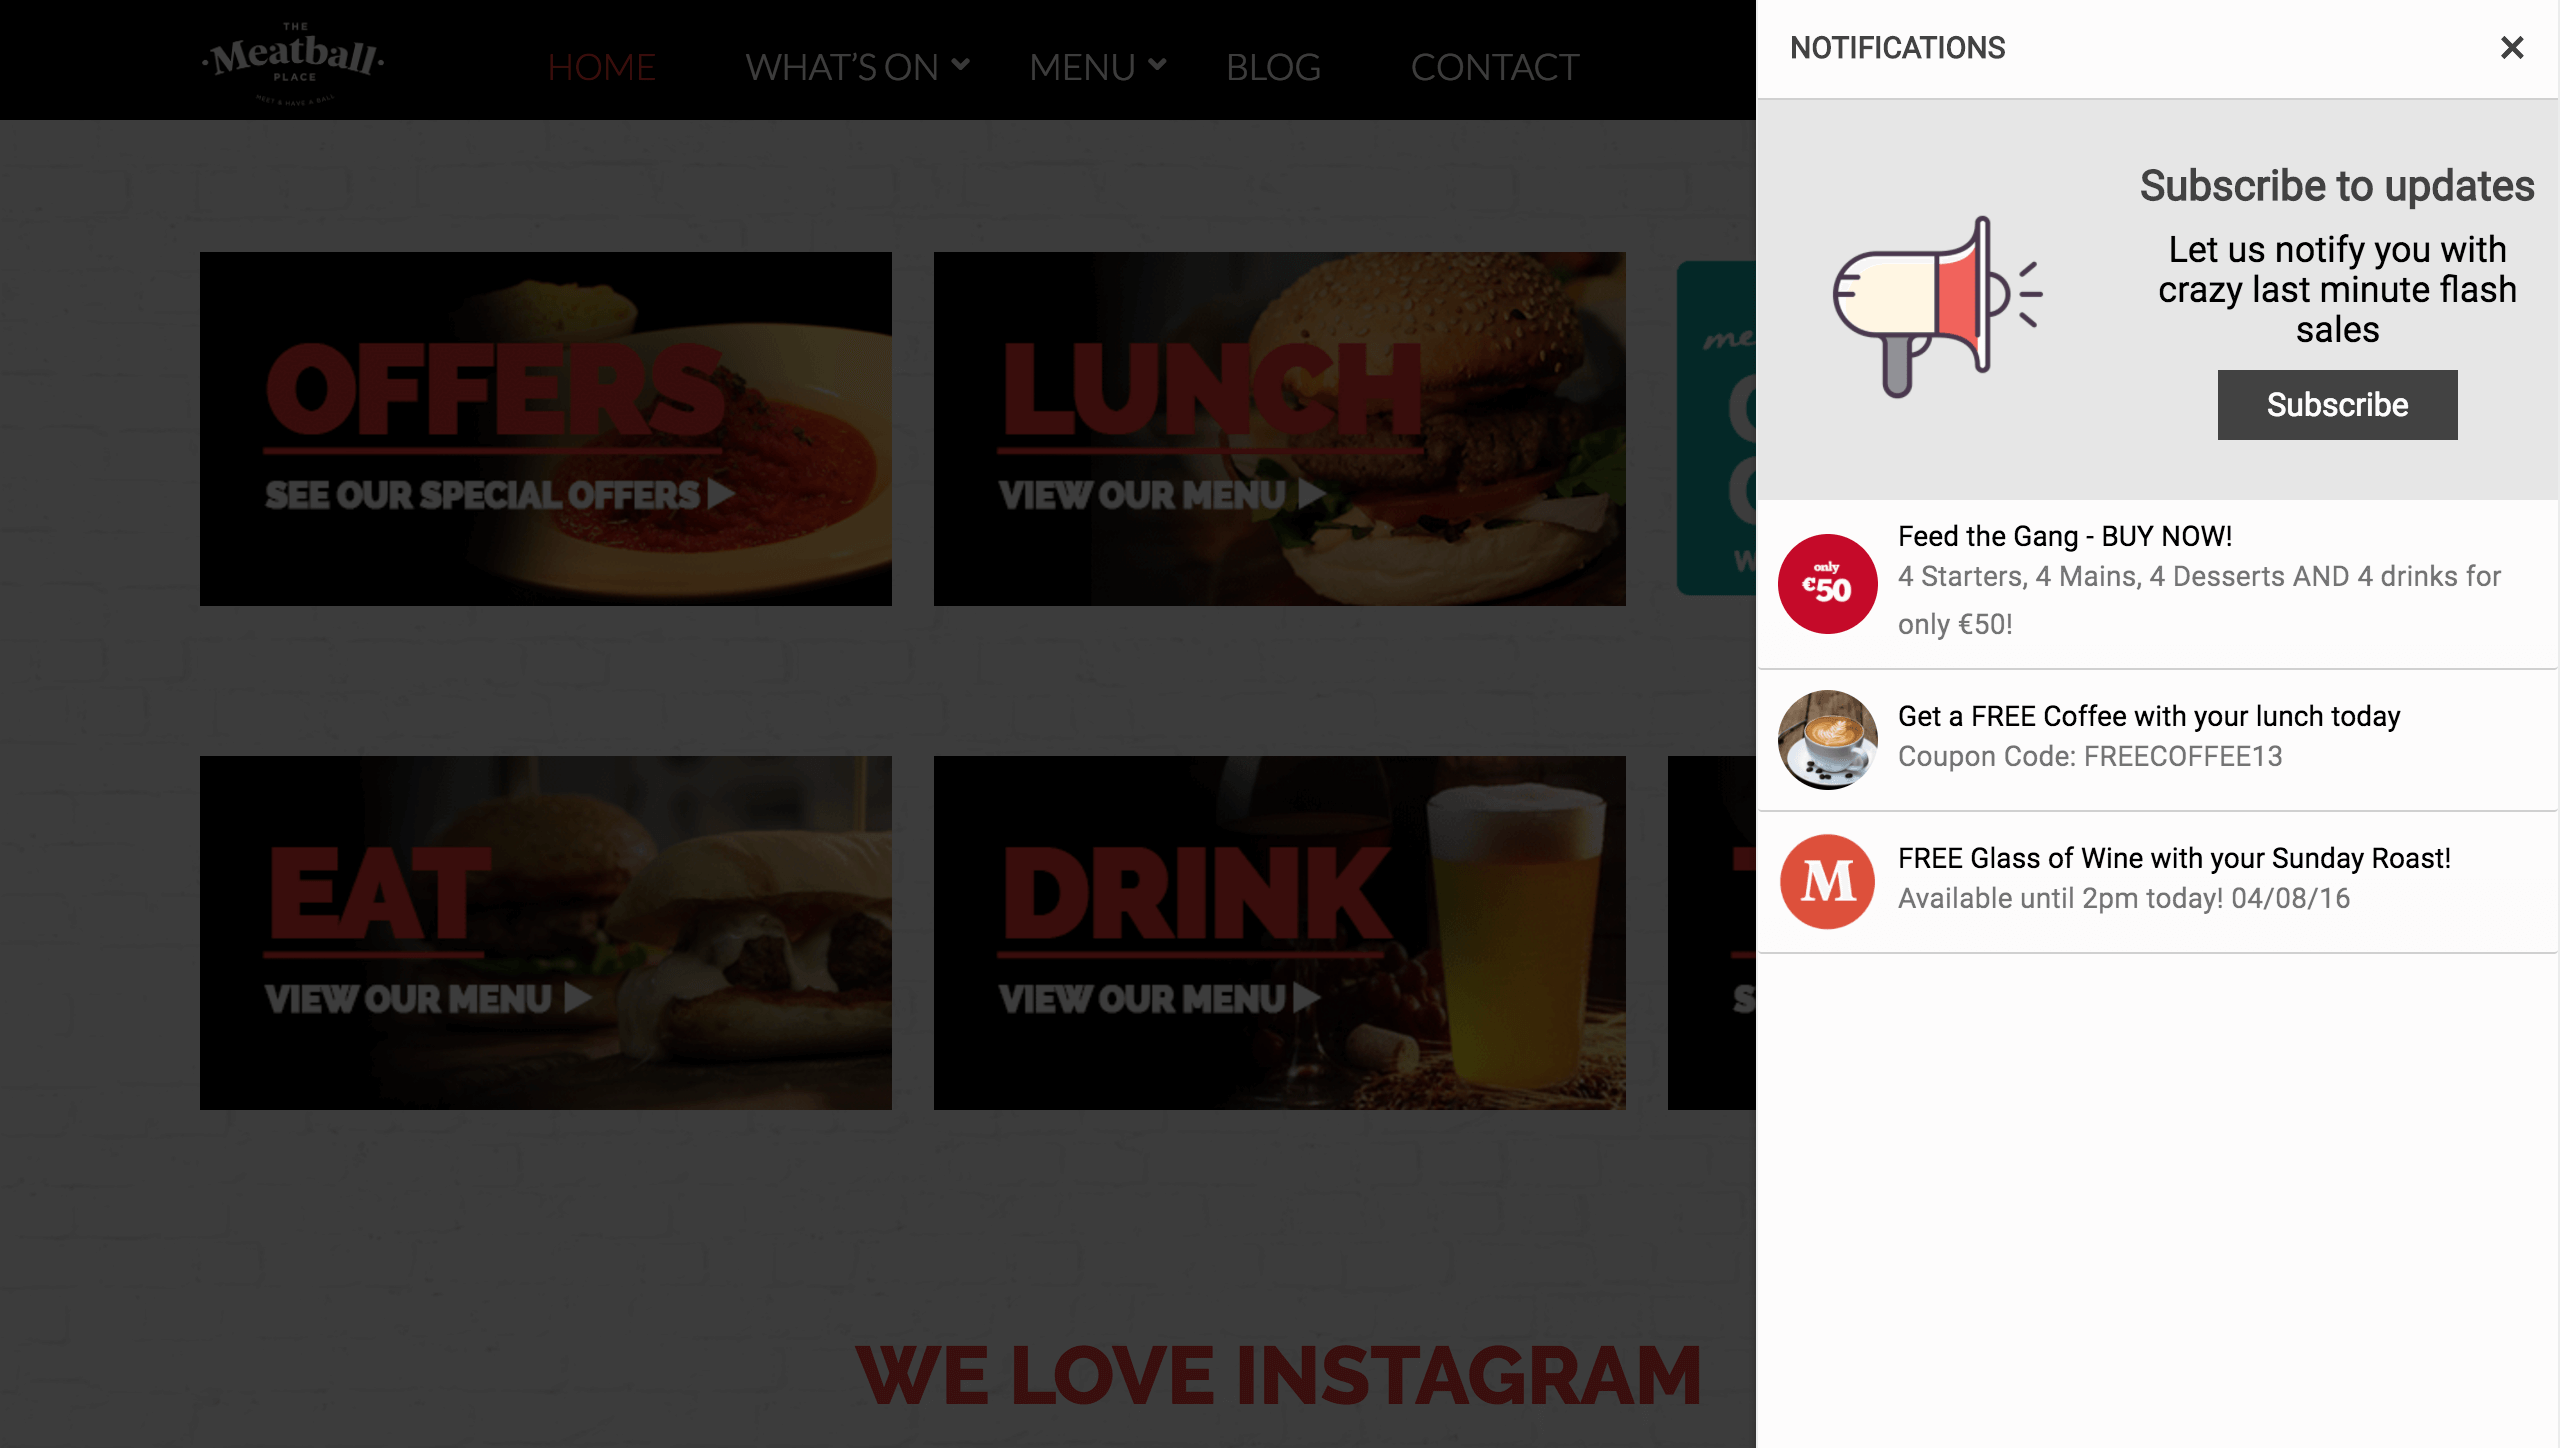 THE
Meatball
PLACE
MEET & HAVE A BALL
HOME
WHAT'S ON
MENU
BLOG
CONTACT
OFFERS
SEE OUR SPECIAL OFFERS
LUNCH
VIEW OUR MENU
EAT
VIEW OUR MENU
DRINK
VIEW OUR MENU
WE LOVE INSTAGRAM
NOTIFICATIONS
Subscribe to updates
Let us notify you with
crazy last minute flash
sales
Subscribe
only
€50
Feed the Gang - BUY NOW!
4 Starters, 4 Mains, 4 Desserts AND 4 drinks for
only €50!
Get a FREE Coffee with your lunch today
Coupon Code: FREECOFFEE13
M
FREE Glass of Wine with your Sunday Roast!
Available until 2pm today! 04/08/16